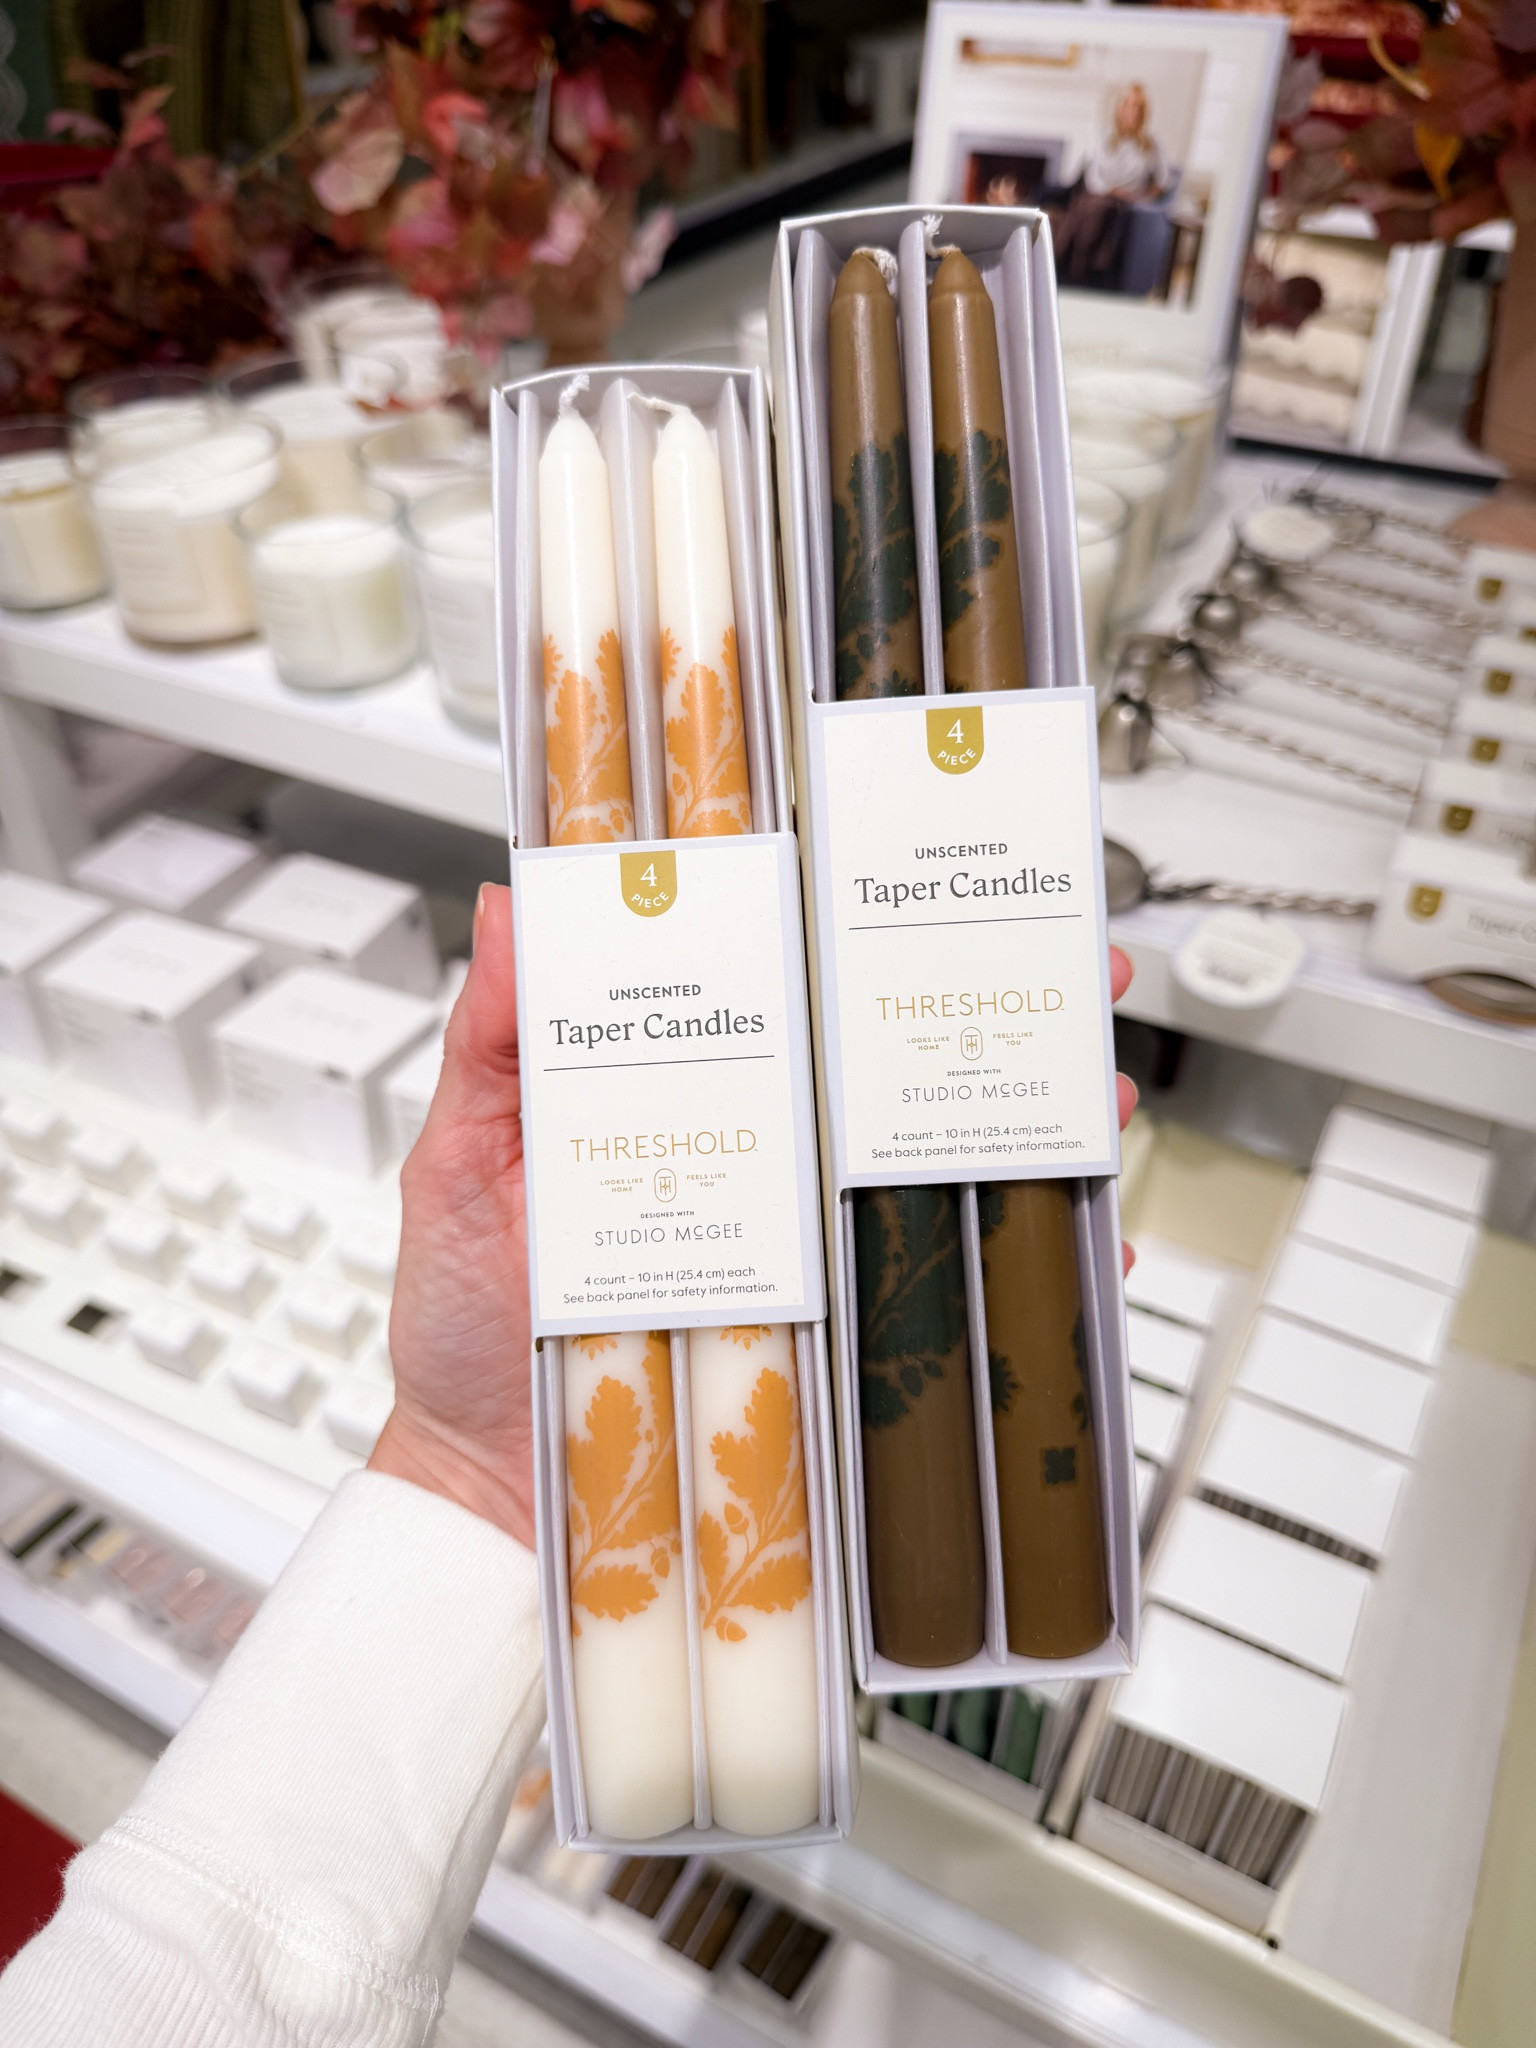 4
PIECE
UNSCENTED
Taper Candles
THRESHOLD
LOOKS LIKE
HOME
FEELS LIKE
YOU
DESIGNED WITH
STUDIO McGEE
4 count – 10 in H (25.4 cm) each
See back panel for safety information.
4
PIECE
UNSCENTED
Taper Candles
THRESHOLD
LOOKS LIKE
HOME
FEELS LIKE
YOU
DESIGNED WITH
STUDIO McGEE
4 count – 10 in H (25.4 cm) each
See back panel for safety information.